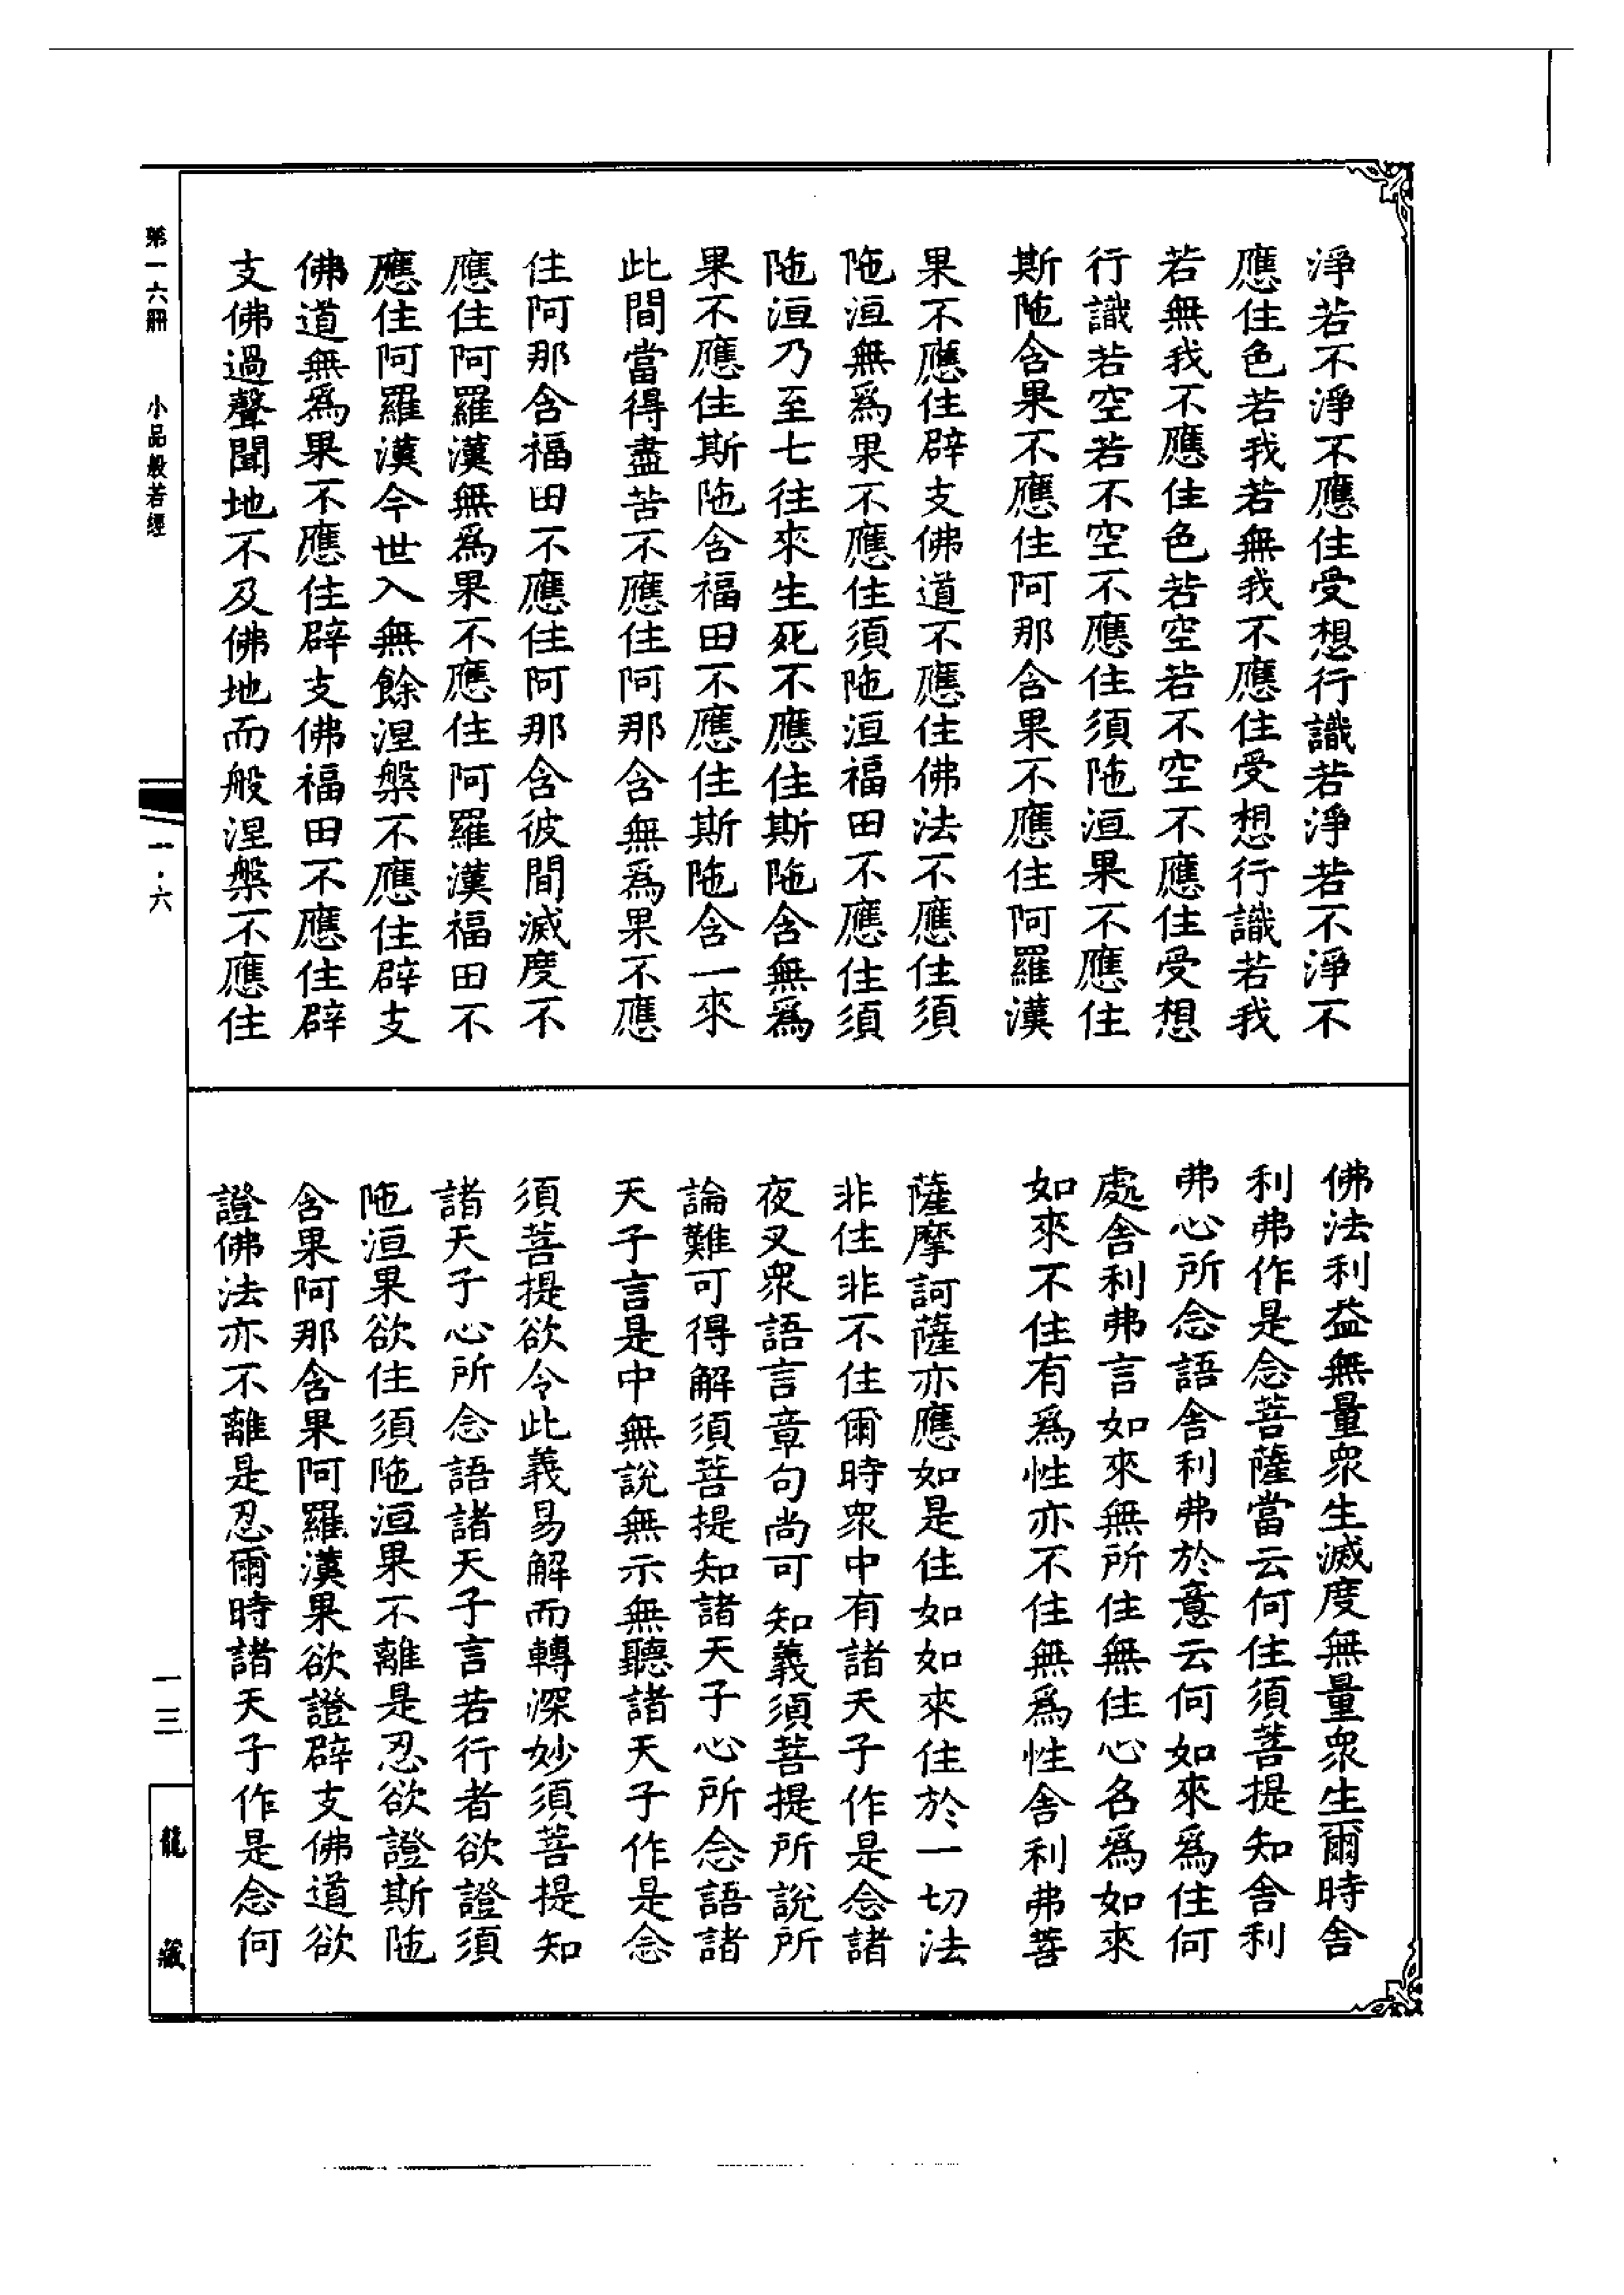 淨若不淨不應住受想行識若淨若不淨不
應住色若我若無我不應住受想行識若我
若無我不應住色若空若不空不應住受想
行識若空若不空不應住須陁洹果不應住
斯陁含果不應住阿那含果不應住阿羅漢
果不應住辟支佛道不應住佛法不應住須
陁洹無爲果不應住須陁洹福田不應住須
陁洹乃至七往來生死不應住斯陁含無爲
果不應住斯陁含福田不應住斯陁含一來
此間當得盡苦不應住阿那含無爲果不應
住阿那含福田不應住阿那含彼間滅度不
應住阿羅漢無爲果不應住阿羅漢福田不
應住阿羅漢今世入無餘涅槃不應住辟支
佛道無爲果不應住辟支佛福田不應住辟
支佛過聲聞地不及佛地而般涅槃不應住
佛法利益無量衆生滅度無量衆生爾時舍
利弗作是念菩薩當云何住須菩提知舍利
弗心所念語舍利弗於意云何如來爲住何
處舍利弗言如來無所住無住心名爲如來
如來不住有爲性亦不住無爲性舍利弗菩
薩摩訶薩亦應如是住如如來住於一切法
非住非不住爾時衆中有諸天子作是念諸
夜叉衆語言章句尚可知義須菩提所說所
論難可得解須菩提知諸天子心所念語諸
天子言是中無說無示無聽諸天子作是念
須菩提欲令此義易解而轉深妙須菩提知
諸天子心所念語諸天子言若行者欲證須
陁洹果欲住須陁洹果不離是忍欲證斯陁
含果阿那含果阿羅漢果欲證辟支佛道欲
證佛法亦不離是忍爾時諸天子作是念何
第一六冊 小品般若經
一·六
一三
龍藏